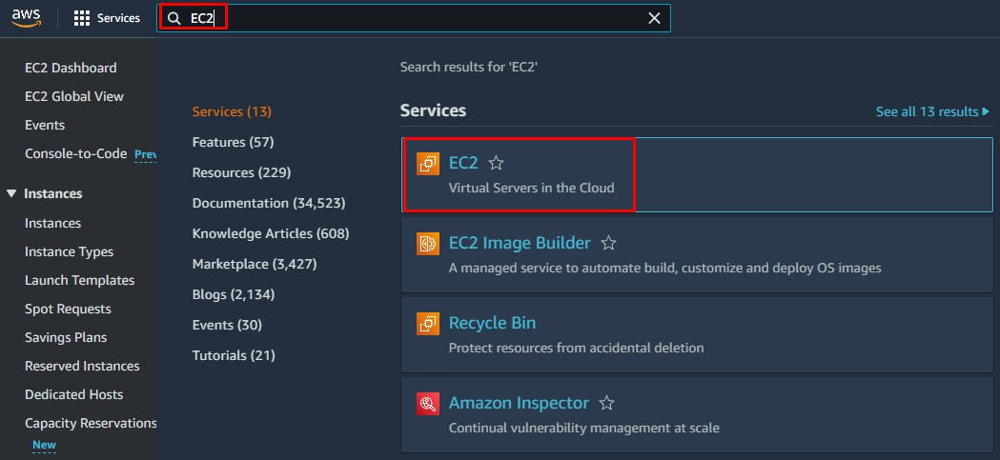 aws
Services
EC2
EC2 Dashboard
EC2 Global View
Events
Console-to-Code Prev
Instances
Instances
Instance Types
Launch Templates
Spot Requests
Savings Plans
Reserved Instances
Dedicated Hosts
Capacity Reservations
New
Services (13)
Features (57)
Resources (229)
Documentation (34,523)
Knowledge Articles (608)
Marketplace (3,427)
Blogs (2,134)
Events (30)
Tutorials (21)
Search results for 'EC2'
Services
See all 13 results
EC2
Virtual Servers in the Cloud
EC2 Image Builder
A managed service to automate build, customize and deploy OS images
Recycle Bin
Protect resources from accidental deletion
Amazon Inspector
Continual vulnerability management at scale